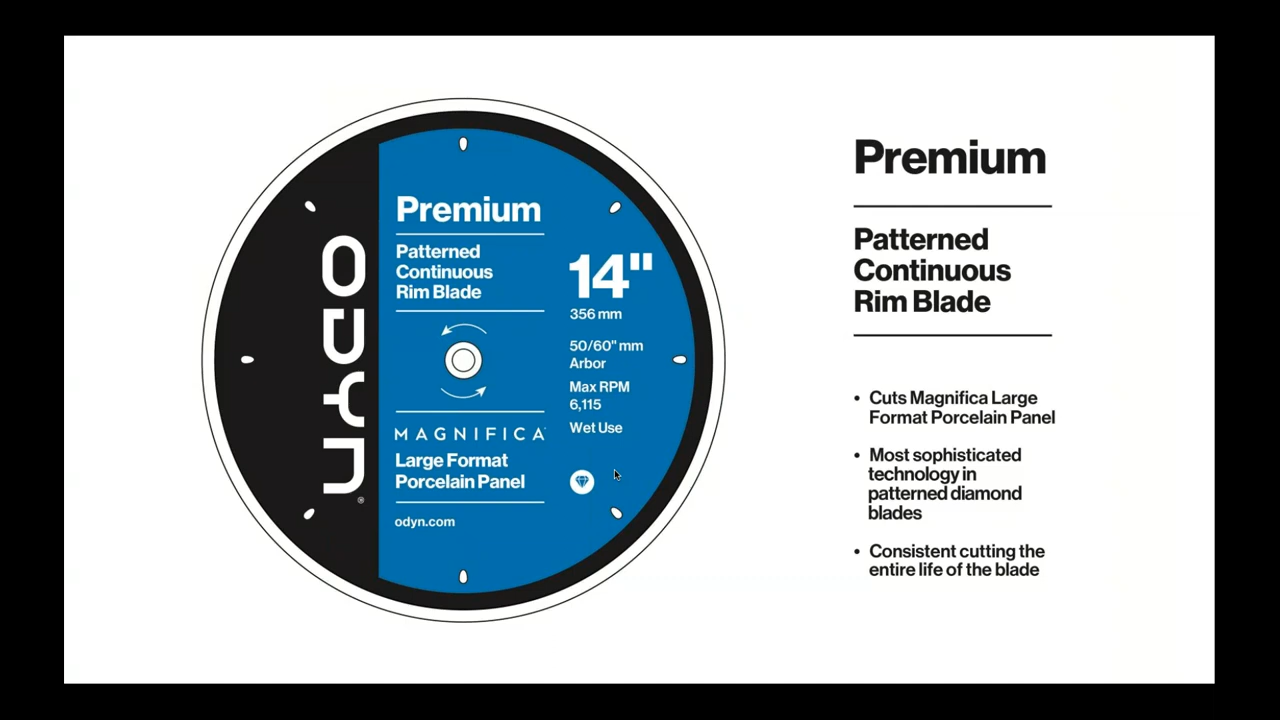 ODYN®
Premium
Patterned
Continuous
Rim Blade
14"
356 mm
50/60" mm
Arbor
Max RPM
6,115
Wet Use
MAGNIFICA
Large Format
Porcelain Panel
odyn.com
Premium
Patterned
Continuous
Rim Blade
• Cuts Magnifica Large
Format Porcelain Panel
• Most sophisticated
technology in
patterned diamond
blades
• Consistent cutting the
entire life of the blade